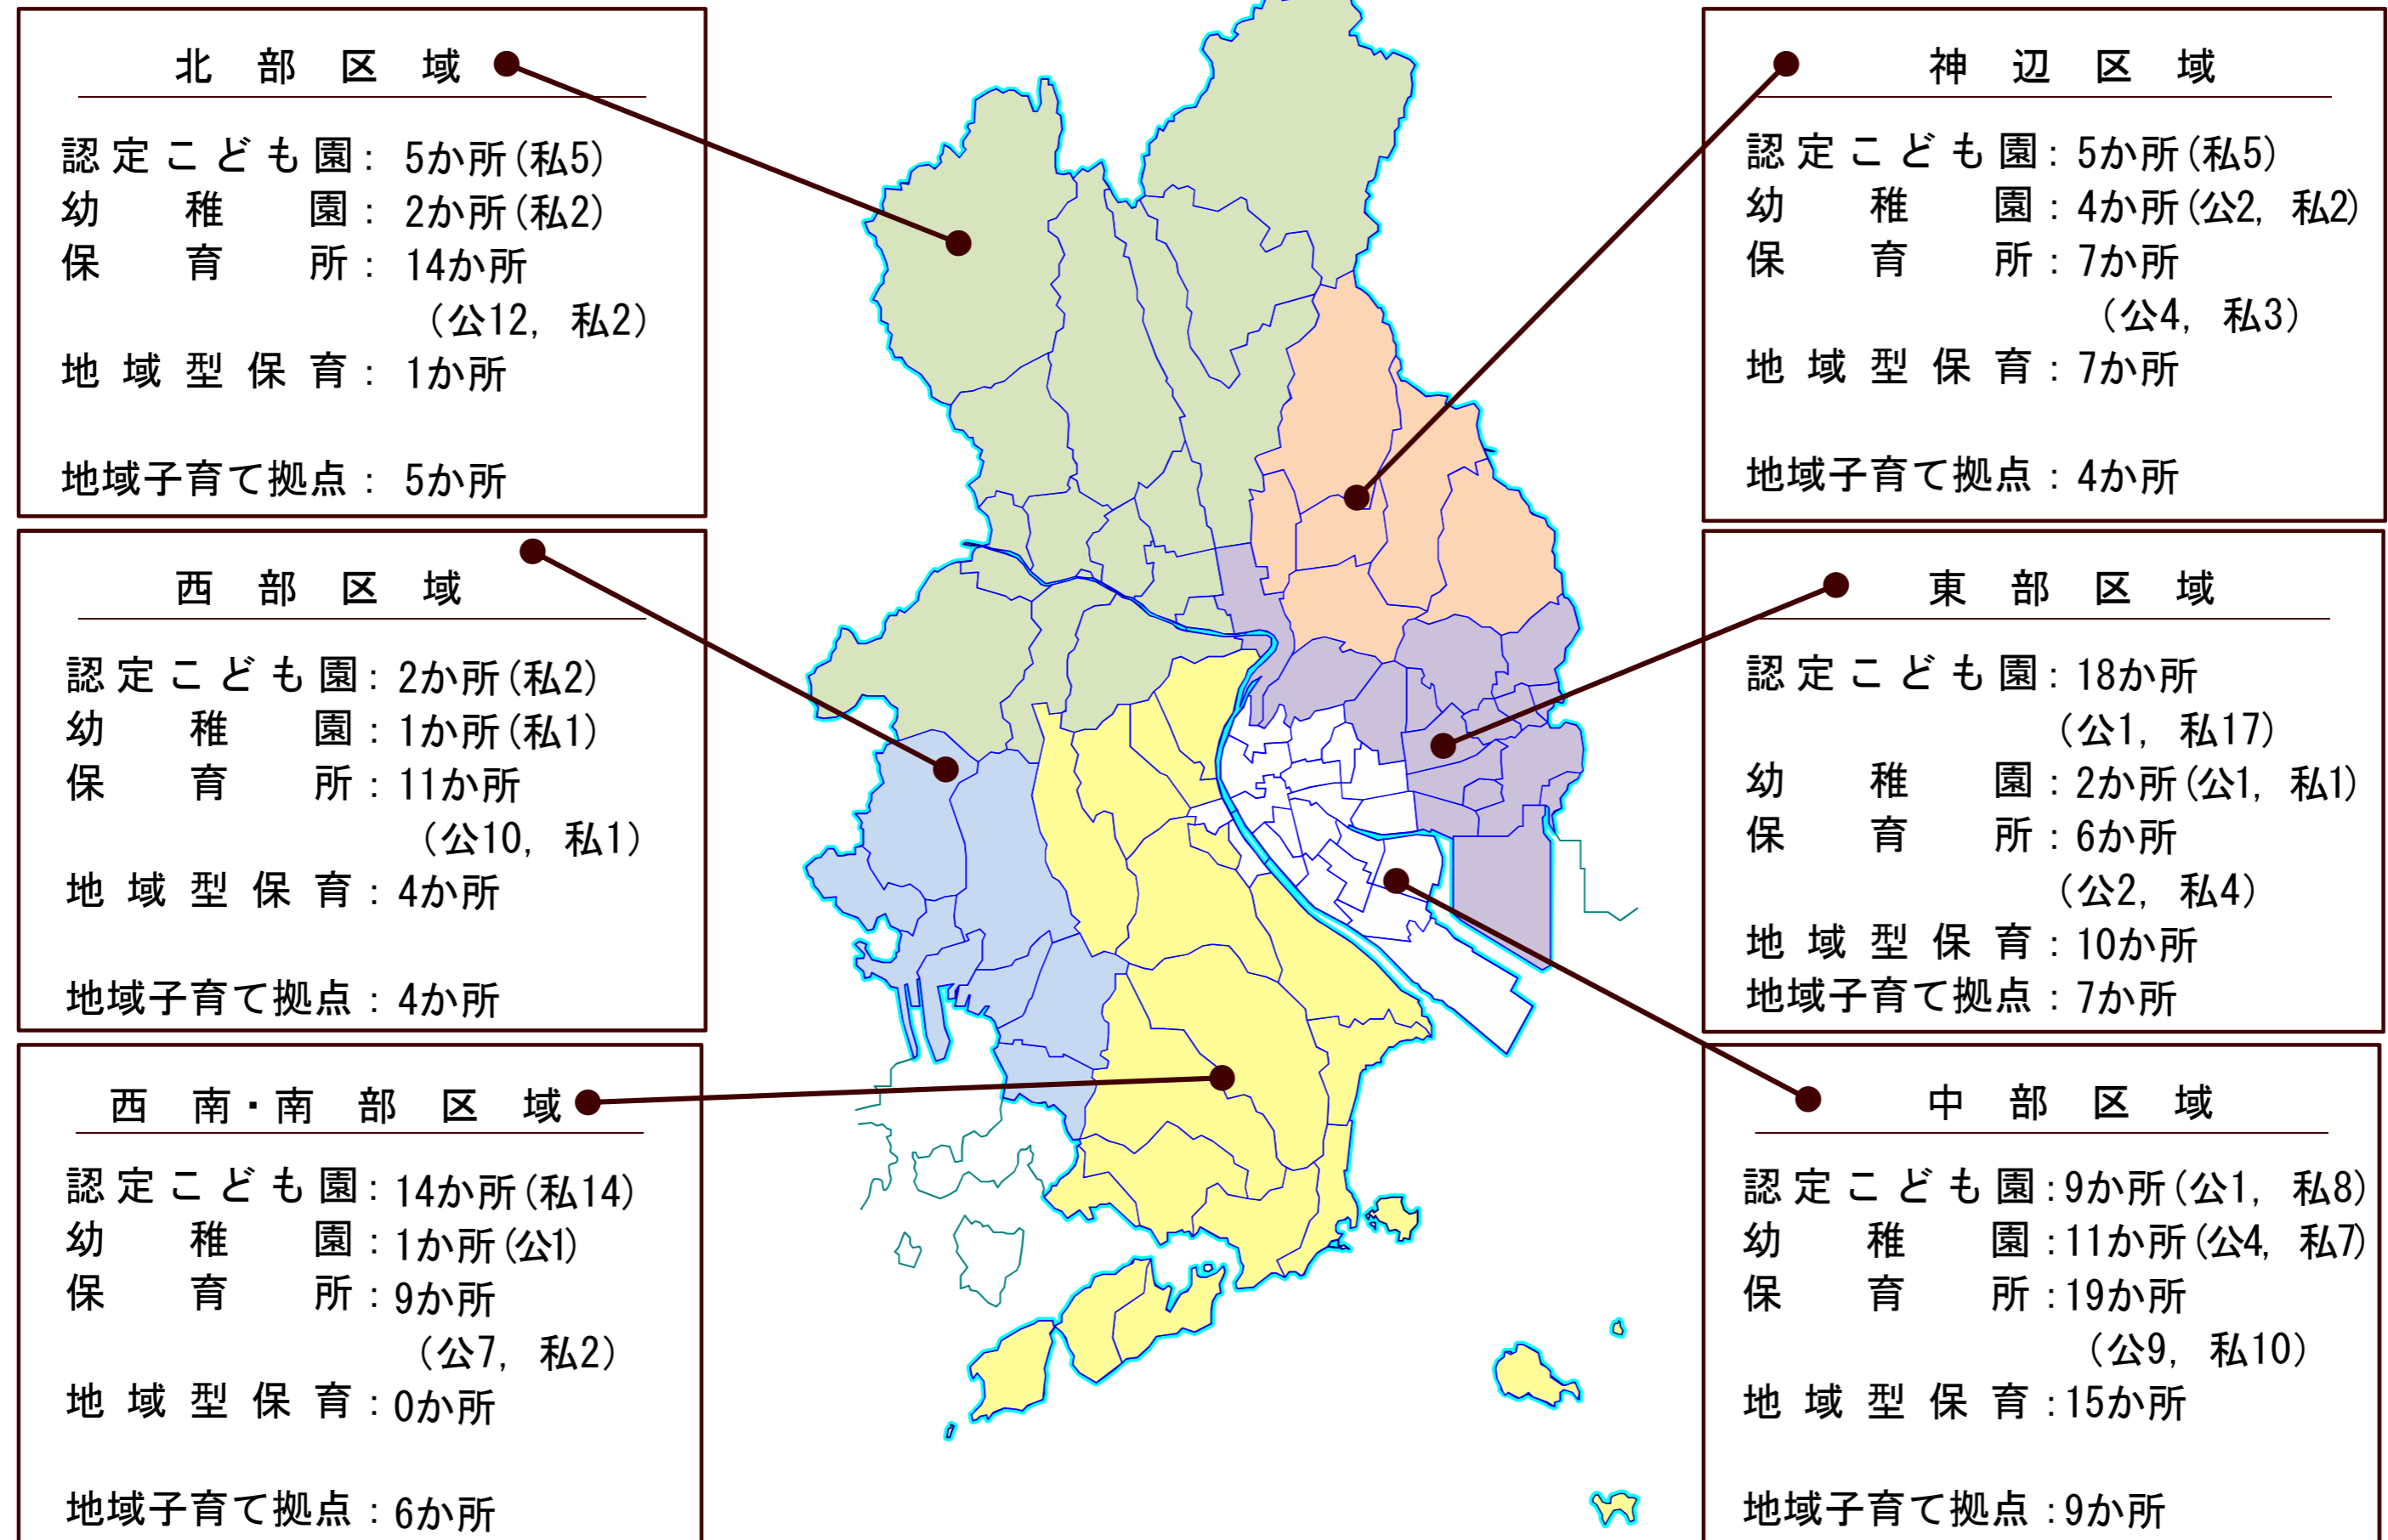 北部区域
認定こども園：5か所(私5)
幼稚園：2か所(私2)
保育所：14か所
(公12, 私2)
地域型保育：1か所
地域子育て拠点：5か所
西部区域
認定こども園：2か所(私2)
幼稚園：1か所(私1)
保育所：11か所
(公10, 私1)
地域型保育：4か所
地域子育て拠点：4か所
西南・南部区域
認定こども園：14か所(私14)
幼稚園：1か所(公1)
保育所：9か所
(公7, 私2)
地域型保育：0か所
地域子育て拠点：6か所
神辺区域
認定こども園：5か所(私5)
幼稚園：4か所(公2, 私2)
保育所：7か所
(公4, 私3)
地域型保育：7か所
地域子育て拠点：4か所
東部区域
認定こども園：18か所
(公1, 私17)
幼稚園：2か所(公1, 私1)
保育所：6か所
(公2, 私4)
地域型保育：10か所
地域子育て拠点：7か所
中部区域
認定こども園：9か所(公1, 私8)
幼稚園：11か所(公4, 私7)
保育所：19か所
(公9, 私10)
地域型保育：15か所
地域子育て拠点：9か所